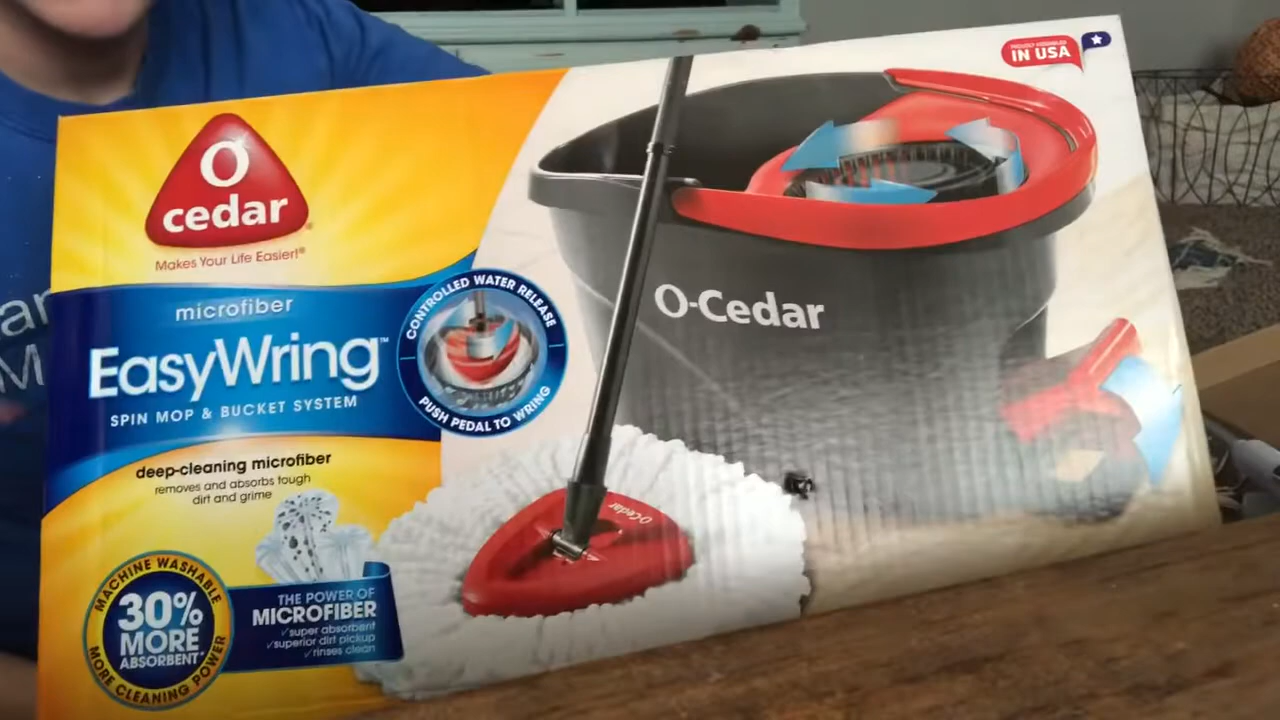 PROUDLY ASSEMBLED
IN USA
O
cedar
Makes Your Life Easier!®
microfiber
EasyWring™
SPIN MOP & BUCKET SYSTEM
CONTROLLED WATER RELEASE
PUSH PEDAL TO WRING
O-Cedar
deep-cleaning microfiber
removes and absorbs tough
dirt and grime
O-Cedar
MACHINE WASHABLE
30%
MORE
ABSORBENT*
MORE CLEANING POWER
THE POWER OF
MICROFIBER
✓super absorbent
✓superior dirt pickup
✓rinses clean
ar
M